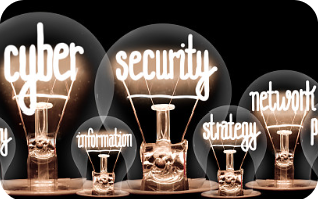 cyber
security
network
information
strategy